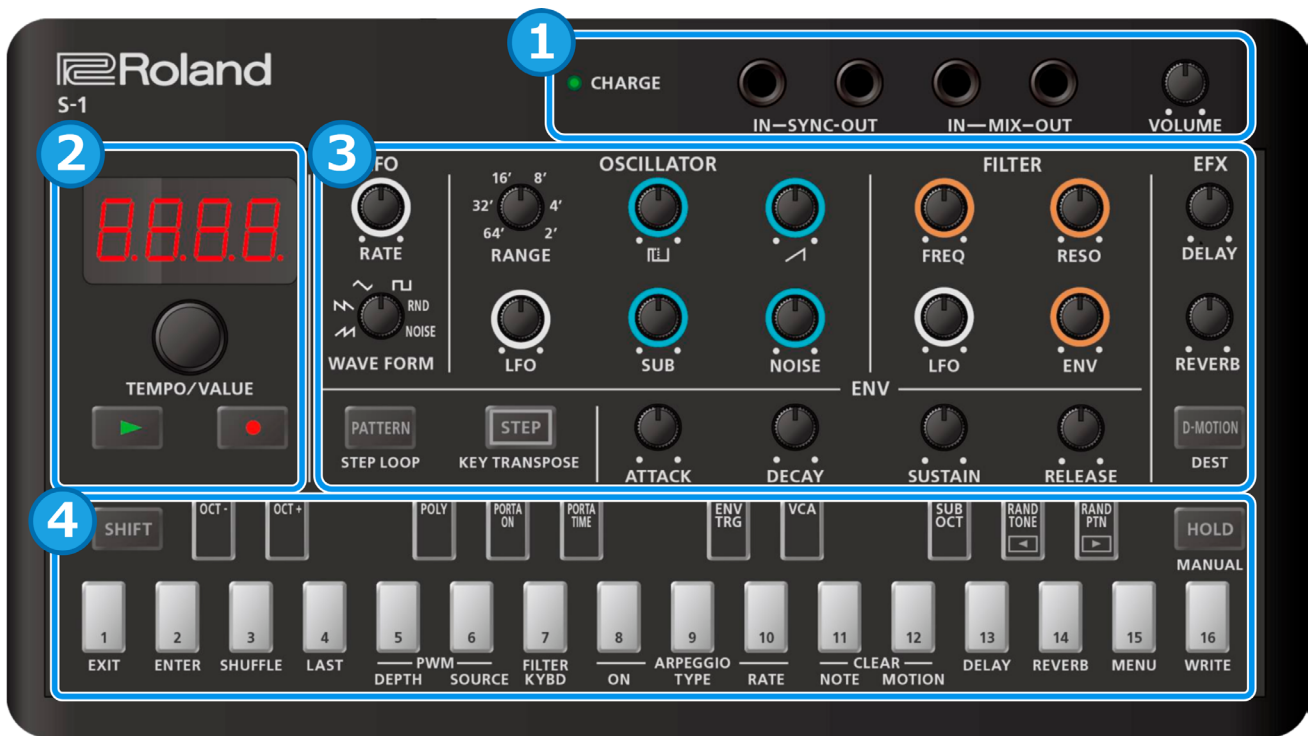 1
Roland
S-1
CHARGE
IN—SYNC-OUT
IN—MIX—OUT
VOLUME
2
8.8.8.8.
TEMPO/VALUE
3
FO
RATE
RND
NOISE
WAVE FORM
OSCILLATOR
16' 8'
32' 4'
64' 2'
RANGE
LFO
SUB
NOISE
FILTER
FREQ
RESO
LFO
ENV
EFX
DELAY
REVERB
ENV
PATTERN
STEP LOOP
STEP
KEY TRANSPOSE
ATTACK
DECAY
SUSTAIN
RELEASE
D-MOTION
DEST
4
SHIFT
OCT -
OCT +
POLY
PORTA
ON
PORTA
TIME
ENV
TRG
VCA
SUB
OCT
RAND
TONE
RAND
PTN
HOLD
MANUAL
1 2 3 4 5 6 7 8 9 10 11 12 13 14 15 16
EXIT ENTER SHUFFLE LAST
PWM
DEPTH SOURCE
FILTER
KYBD
ARPEGGIO
ON TYPE RATE
CLEAR
NOTE MOTION
DELAY REVERB MENU WRITE